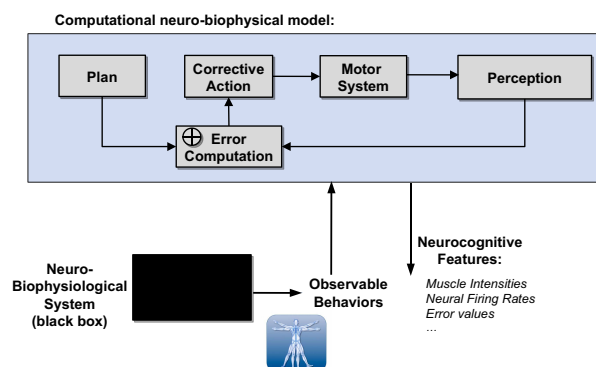 Computational neuro-biophysical model:
Plan
Corrective
Action
Motor
System
Perception
Error
Computation
Neuro-
Biophysiological
System
(black box)
Observable
Behaviors
Neurocognitive
Features:
Muscle Intensities
Neural Firing Rates
Error values
...